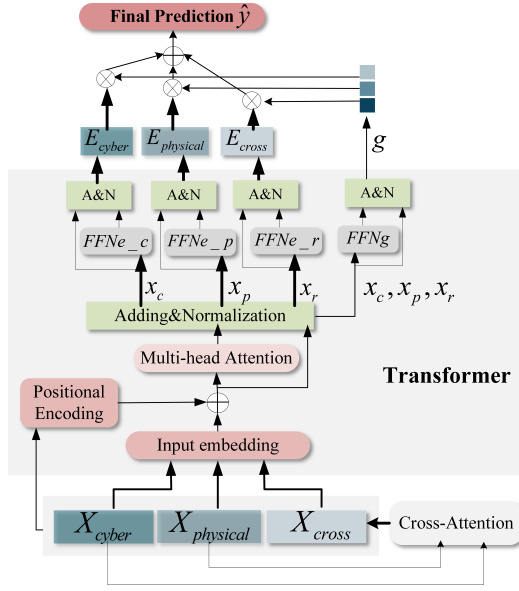 Final Prediction ŷ
E_cyber E_physical E_cross
g
A&N A&N A&N A&N
FFNe_c FFNe_p FFNe_r FFNg
x_c x_p x_r x_c, x_p, x_r
Adding&Normalization
Multi-head Attention
Transformer
Positional
Encoding
Input embedding
X_cyber X_physical X_cross
Cross-Attention